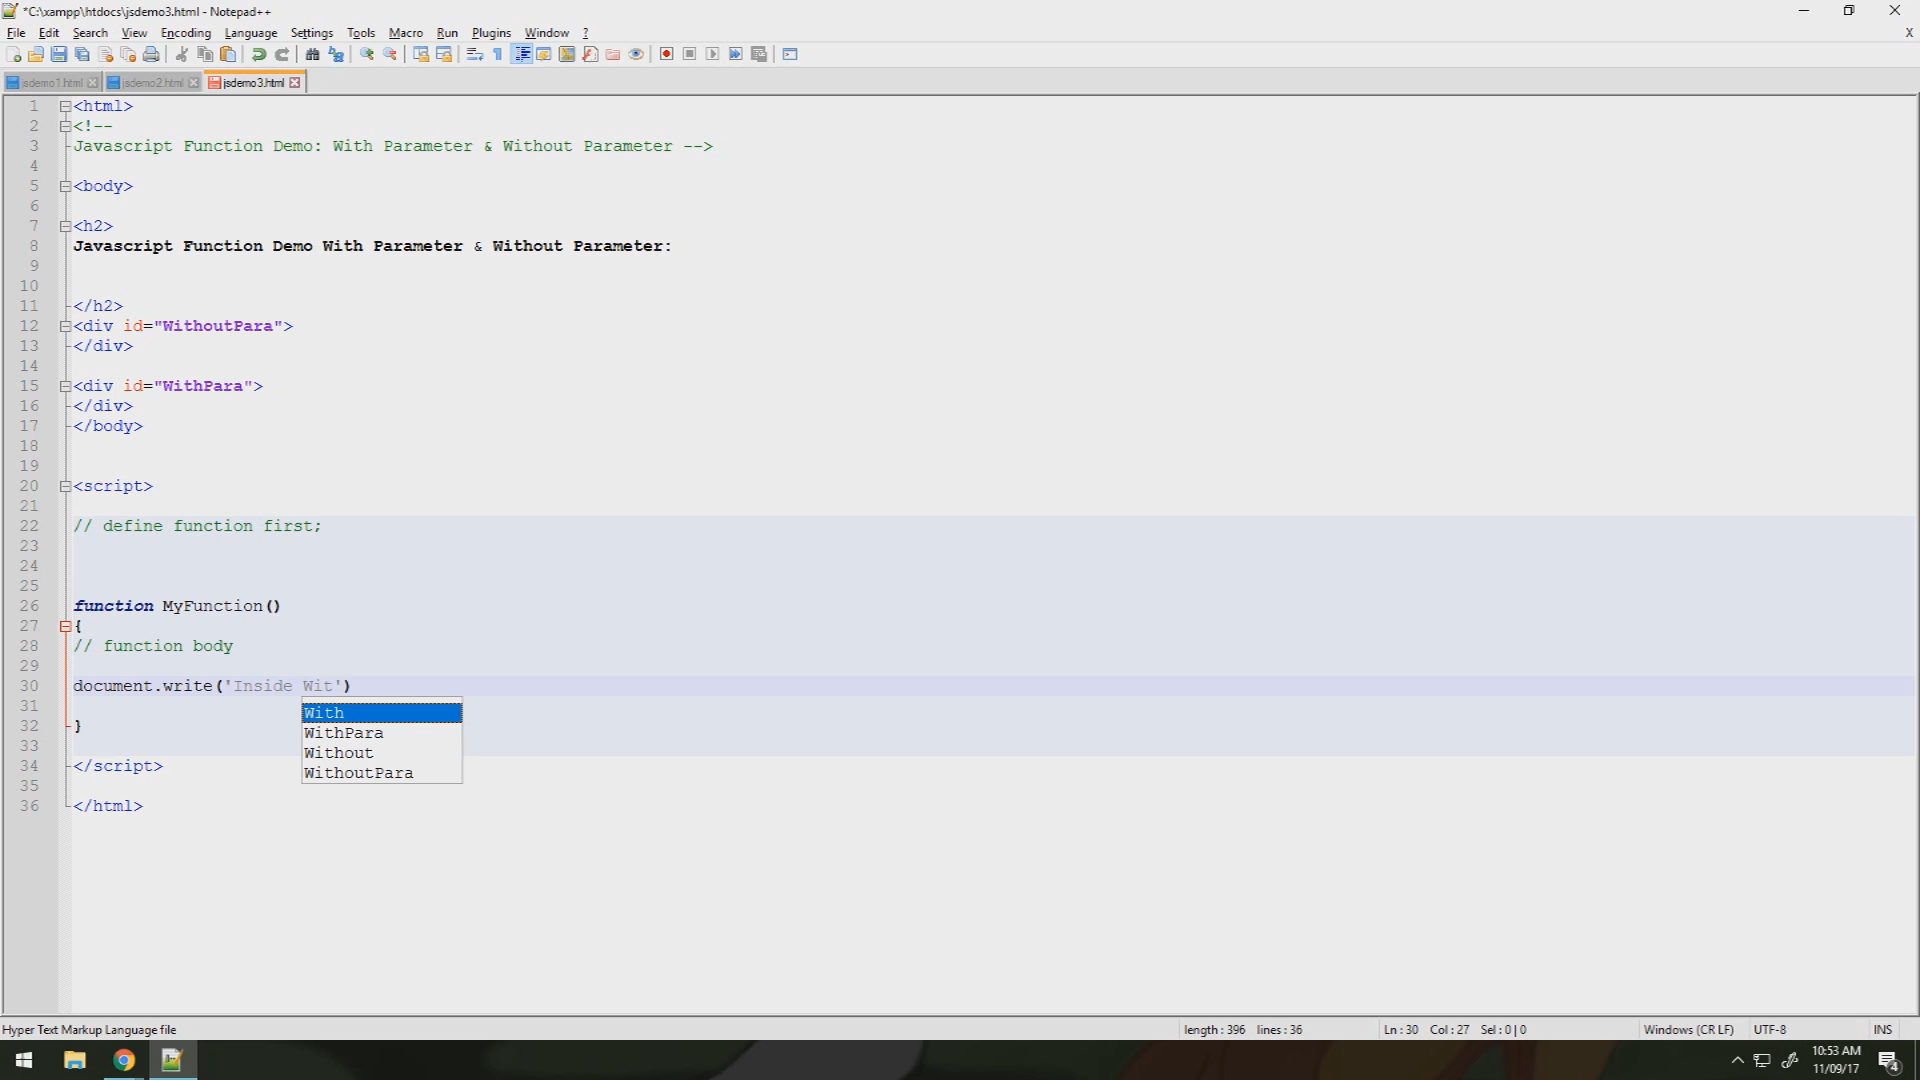 *C:\xampp\htdocs\jsdemo3.html - Notepad++
File Edit Search View Encoding Language Settings Tools Macro Run Plugins Window ? X
jsdemo1.html jsdemo2.html jsdemo3.html
1 <html>
2 <!--
3 Javascript Function Demo: With Parameter & Without Parameter -->
4
5 <body>
6
7 <h2>
8 Javascript Function Demo With Parameter & Without Parameter:
9
10
11 </h2>
12 <div id="WithoutPara">
13 </div>
14
15 <div id="WithPara">
16 </div>
17 </body>
18
19
20 <script>
21
22 // define function first;
23
24
25
26 function MyFunction()
27 {
28 // function body
29
30 document.write('Inside Wit')
31
With
32 }
WithPara
33
Without
34 </script>
WithoutPara
35
36 </html>
Hyper Text Markup Language file length : 396 lines : 36 Ln : 30 Col : 27 Sel : 0 | 0 Windows (CR LF) UTF-8 INS
10:53 AM
11/09/17
4